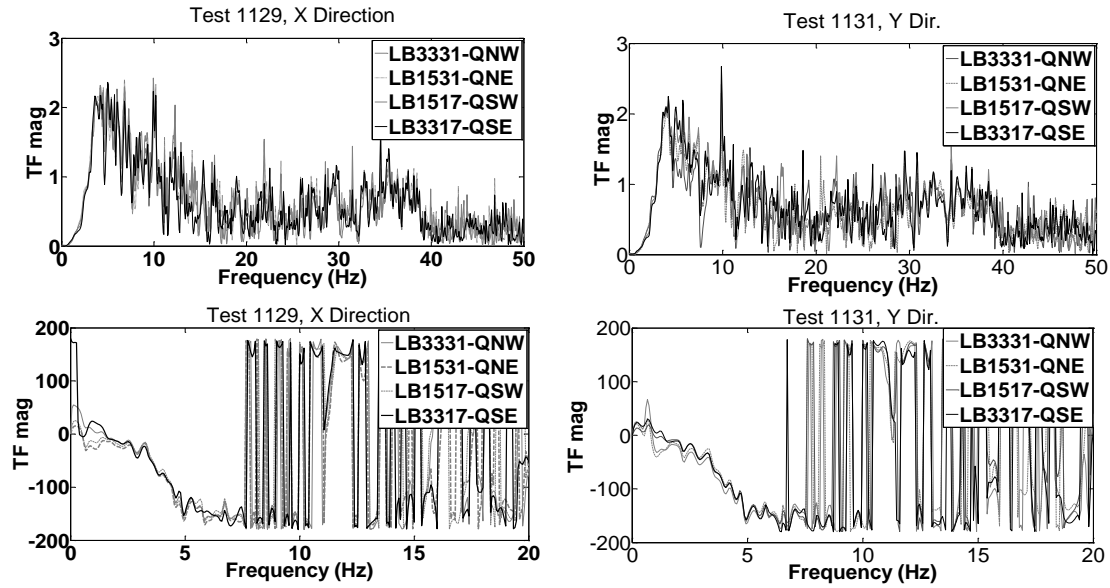 Test 1129, X Direction
TF mag
3
2
1
0
LB3331-QNW
LB1531-QNE
LB1517-QSW
LB3317-QSE
0 10 20 30 40 50
Frequency (Hz)
Test 1131, Y Dir.
TF mag
3
2
1
0
LB3331-QNW
LB1531-QNE
LB1517-QSW
LB3317-QSE
0 10 20 30 40 50
Frequency (Hz)
Test 1129, X Direction
TF mag
200
100
0
-100
-200
LB3331-QNW
LB1531-QNE
LB1517-QSW
LB3317-QSE
0 5 10 15 20
Frequency (Hz)
Test 1131, Y Dir.
TF mag
200
100
0
-100
-200
LB3331-QNW
LB1531-QNE
LB1517-QSW
LB3317-QSE
0 5 10 15 20
Frequency (Hz)